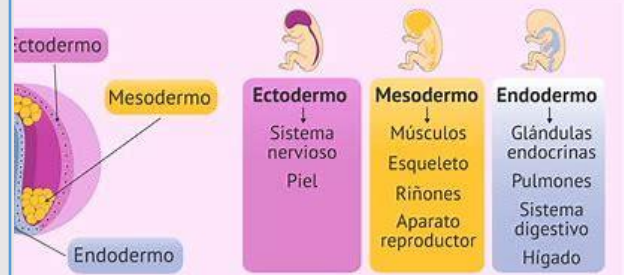 Ectodermo
Mesodermo
Endodermo
Ectodermo
Sistema
nervioso
Piel
Mesodermo
Músculos
Esqueleto
Riñones
Aparato
reproductor
Endodermo
Glándulas
endocrinas
Pulmones
Sistema
digestivo
Hígado